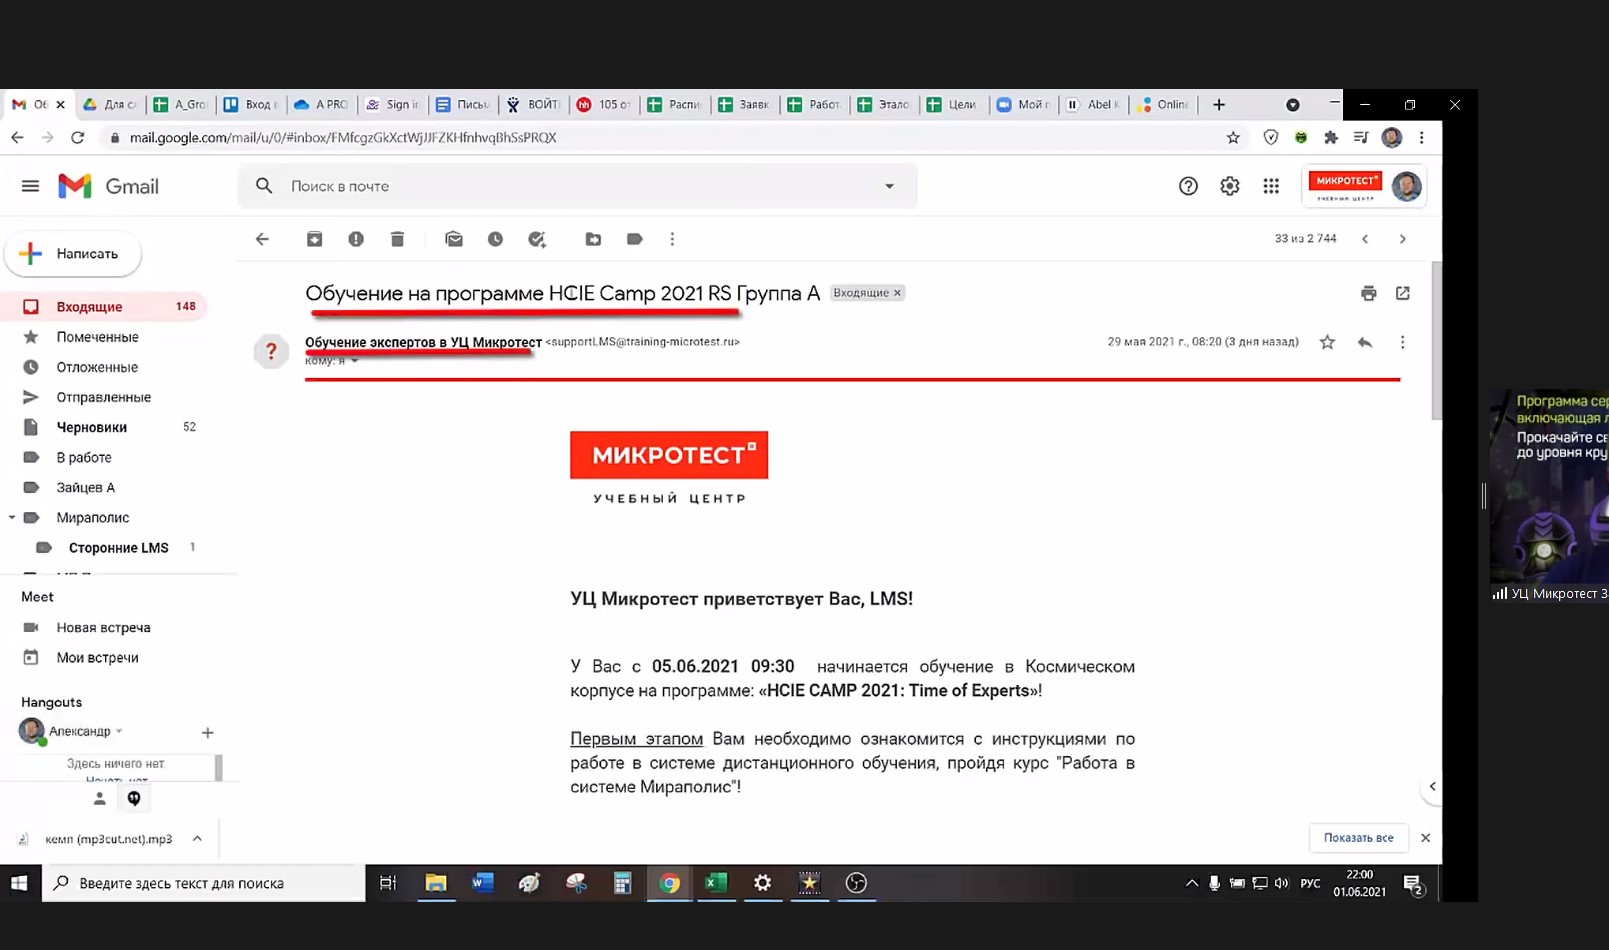 Об
Для сл
A_Gro
Вход в
A PRO
Sign in
Письм
ВОЙТИ
105 от
Распи
Заявк
Работ
Этало
Цели
Мой п
Abel K
Online
mail.google.com/mail/u/0/#inbox/FMfcgzGkXctWjJJFZKHfnhvqBhSsPRQX
Gmail
Поиск в почте
МИКРОТЕСТ
УЧЕБНЫЙ ЦЕНТР
Написать
33 из 2 744
Входящие 148
Помеченные
Отложенные
Отправленные
Черновики 52
В работе
Зайцев А
Мираполис
Сторонние LMS 1
Meet
Новая встреча
Мои встречи
Hangouts
Александр
Здесь ничего нет
Обучение на программе HCIE Camp 2021 RS Группа А Входящие ×
Обучение экспертов в УЦ Микротест <supportLMS@training-microtest.ru>
29 мая 2021 г., 08:20 (3 дня назад)
кому: я
МИКРОТЕСТ
УЧЕБНЫЙ ЦЕНТР
УЦ Микротест приветствует Вас, LMS!
У Вас с 05.06.2021 09:30 начинается обучение в Космическом
корпусе на программе: «HCIE CAMP 2021: Time of Experts»!
Первым этапом Вам необходимо ознакомится с инструкциями по
работе в системе дистанционного обучения, пройдя курс "Работа в
системе Мираполис"!
кемп (mp3cut.net).mp3
Показать все
Введите здесь текст для поиска
РУС
22:00
01.06.2021
2
Программа сер
включающая л
Прокачайте се
до уровня кру
УЦ Микротест З